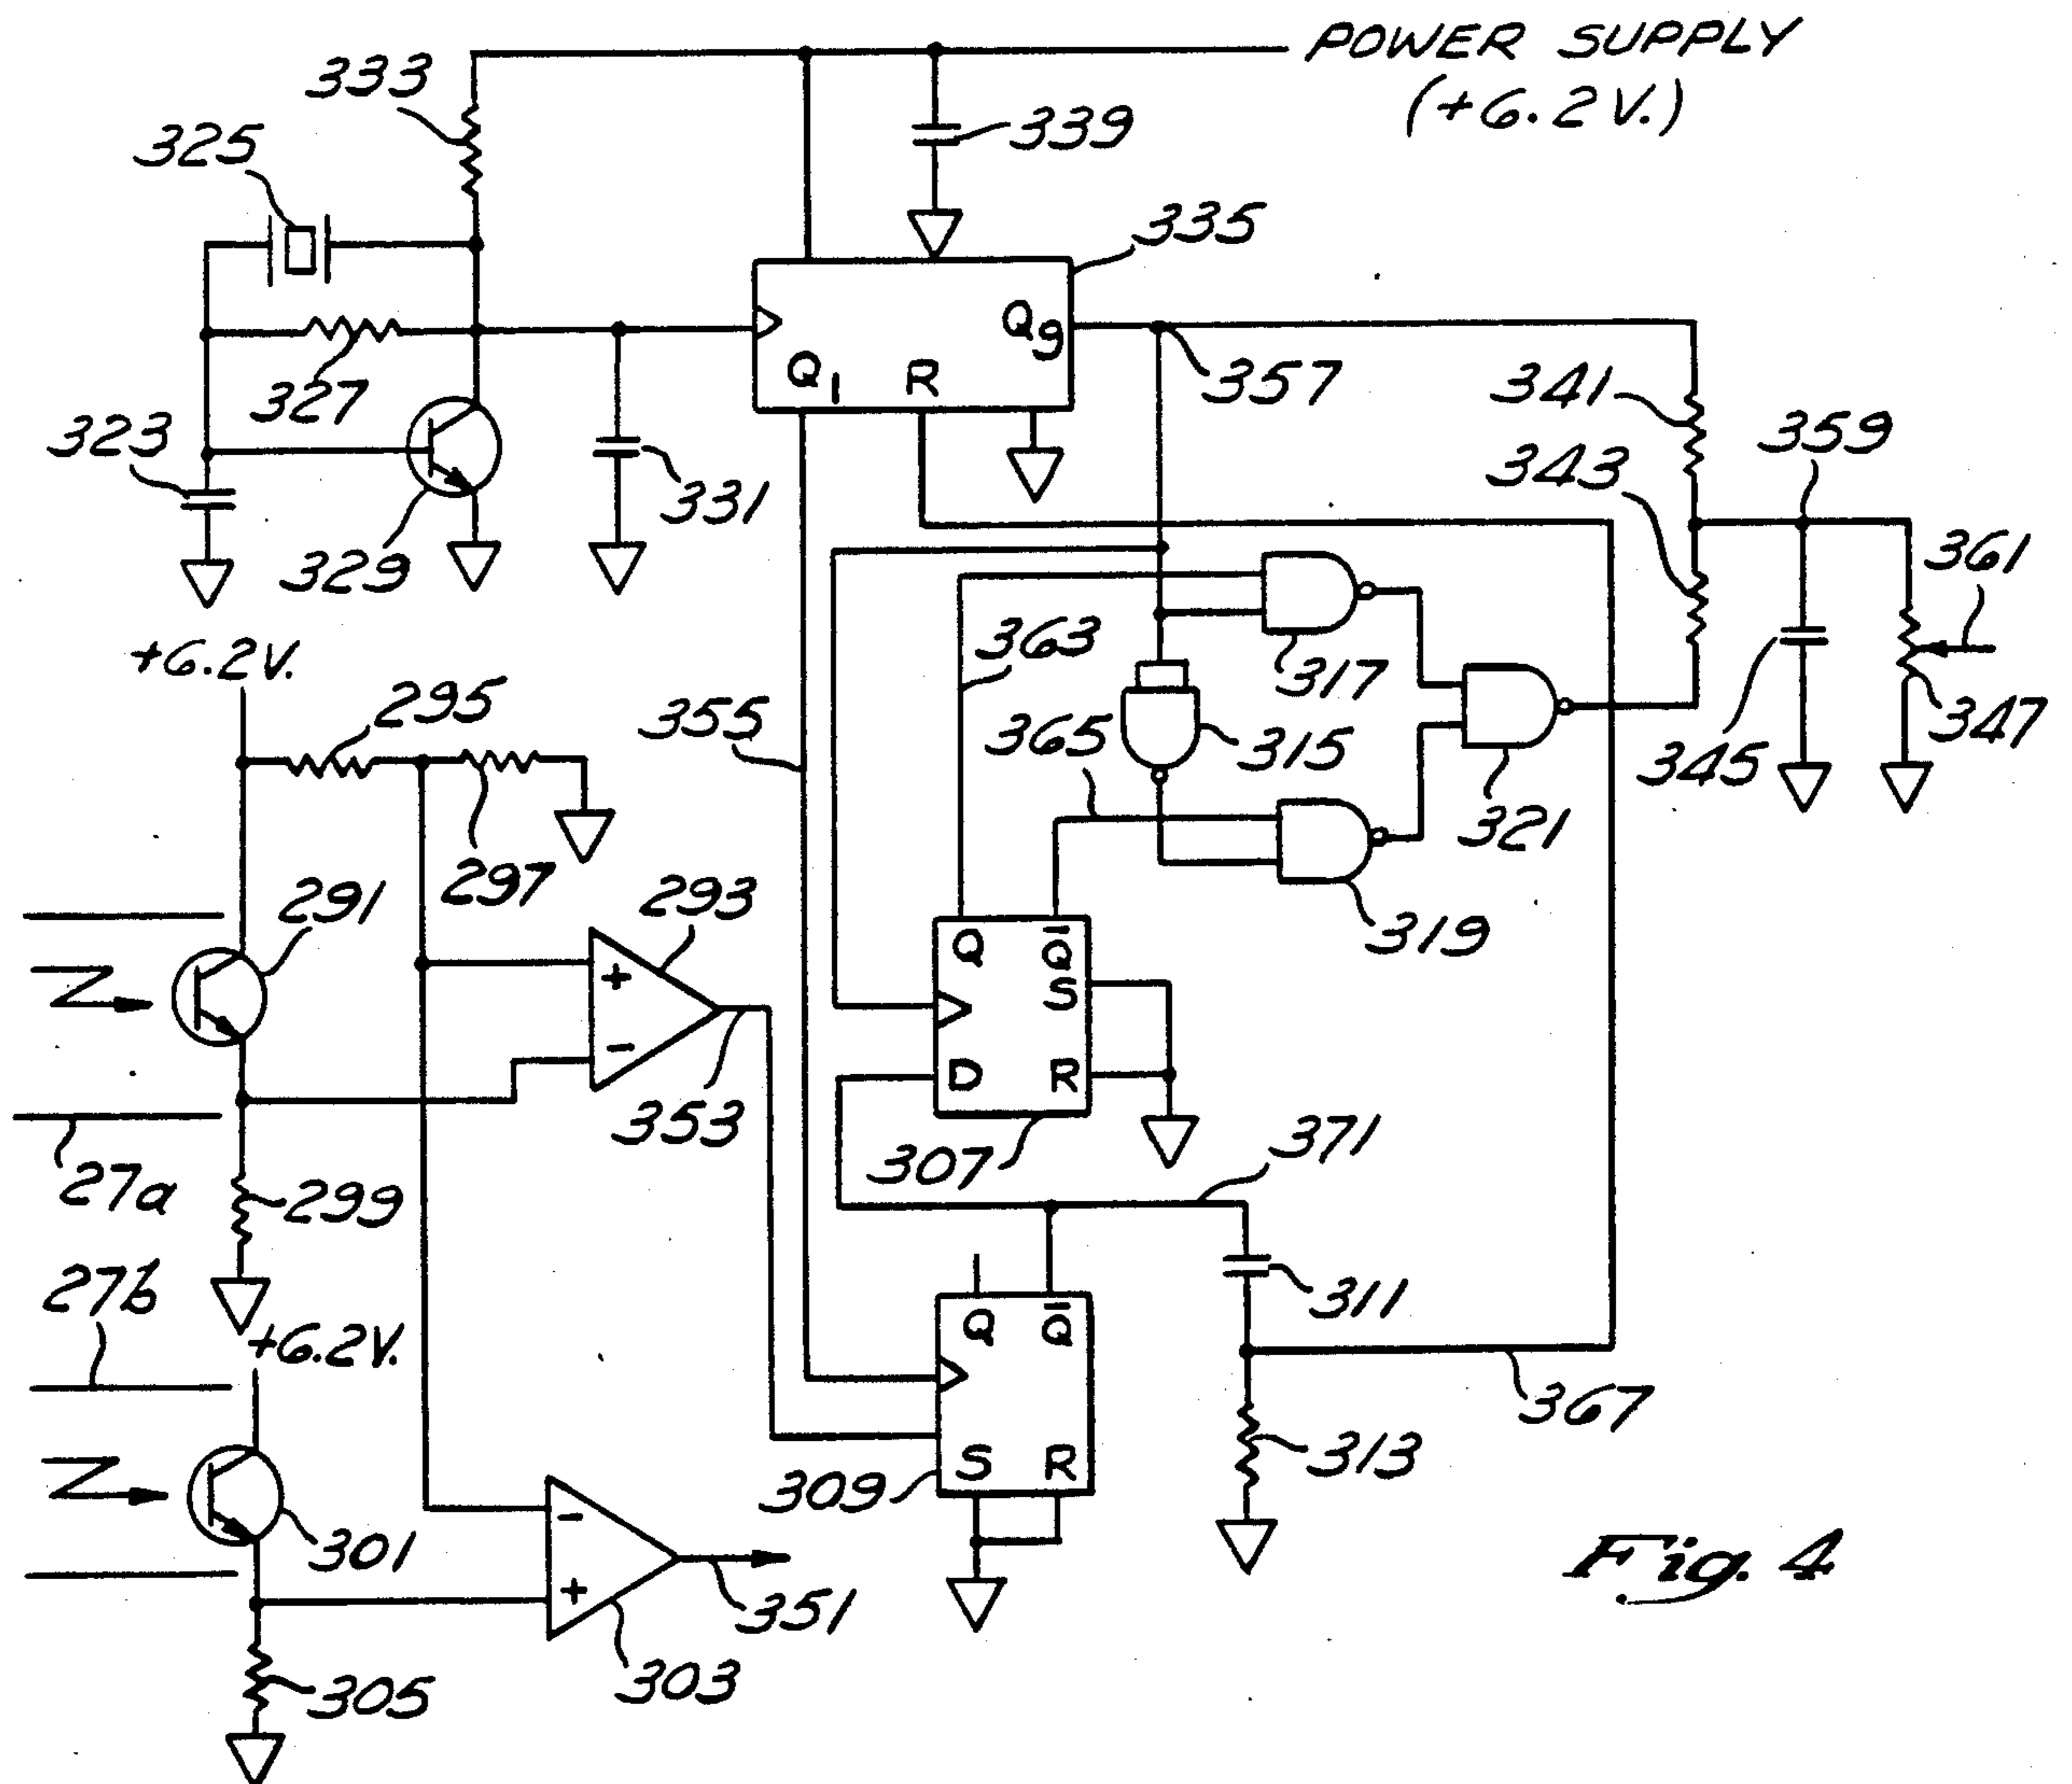 POWER SUPPLY
(+6.2V.)
333
325
339
335
Q9
Q1
R
357
327
323
331
329
341
343
359
361
+6.2V.
363
317
295
355
365
315
347
345
321
297
291
293
319
Q
Q̅
+
S
-
D
R
353
371
307
27a
299
27b
311
+6.2V.
Q
Q̅
367
313
S
R
309
-
301
+
351
Fig. 4
303
305